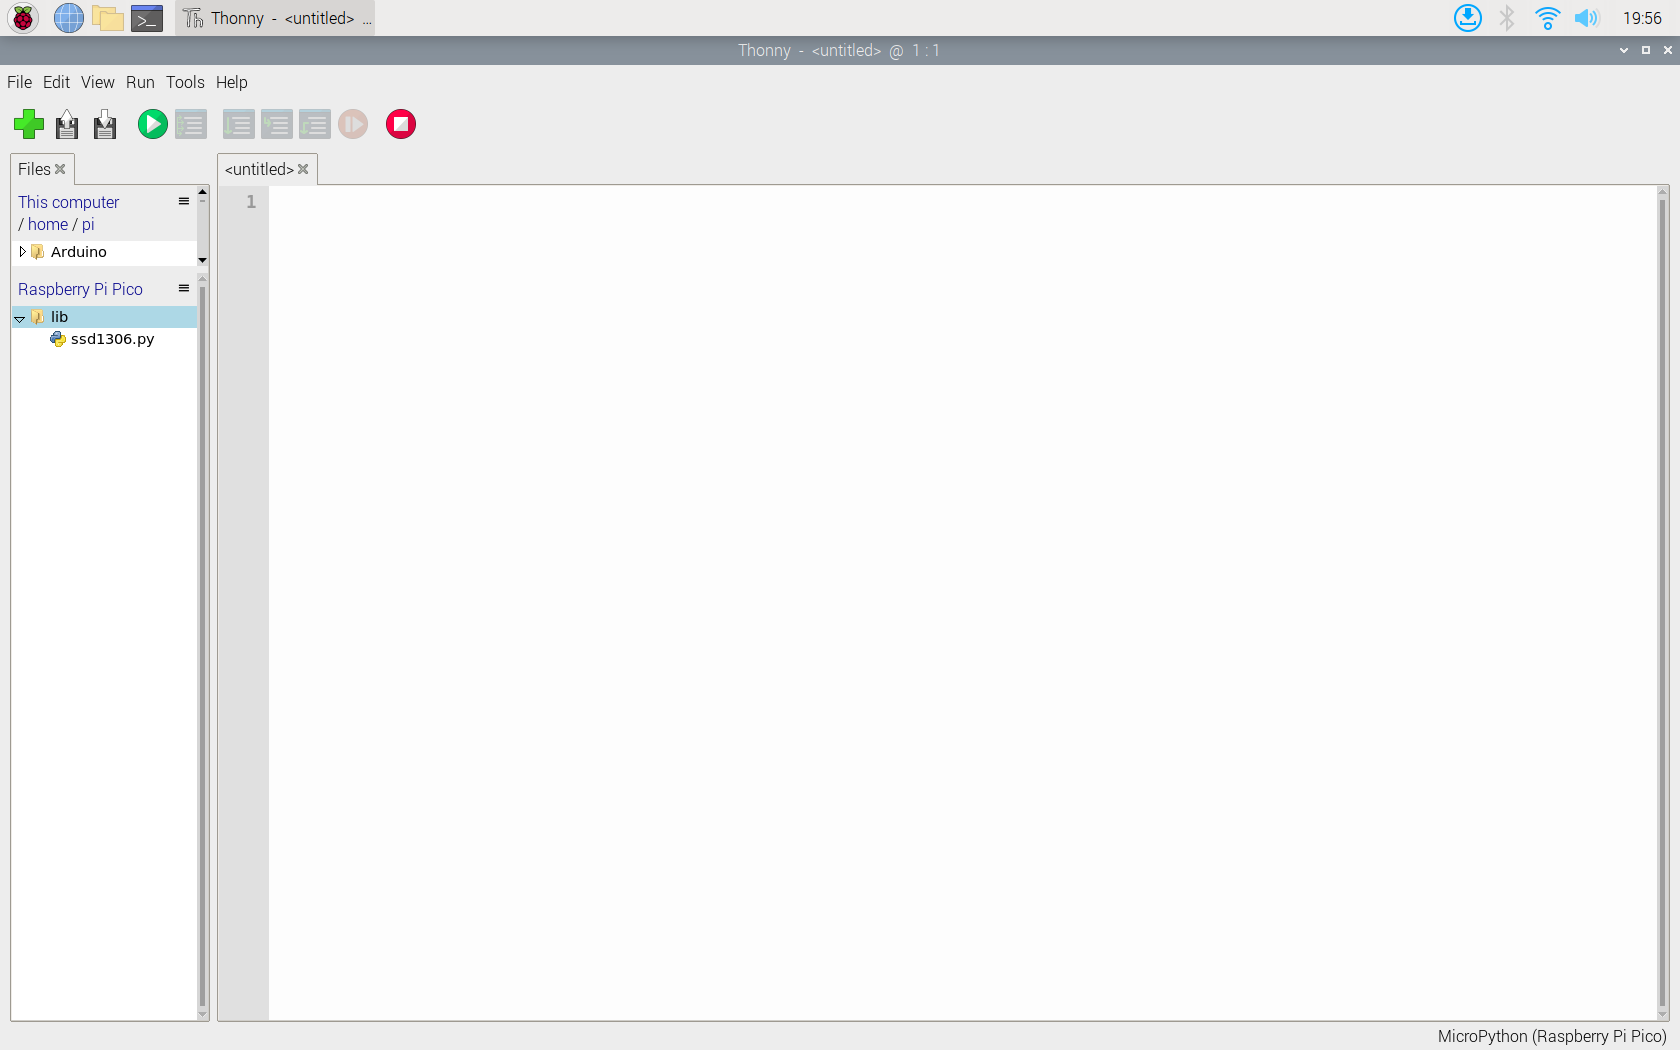 Thonny - <untitled> ...
19:56
Thonny - <untitled> @ 1 : 1
File Edit View Run Tools Help
Files
<untitled>
This computer
/ home / pi
Arduino
Raspberry Pi Pico
lib
ssd1306.py
1
MicroPython (Raspberry Pi Pico)